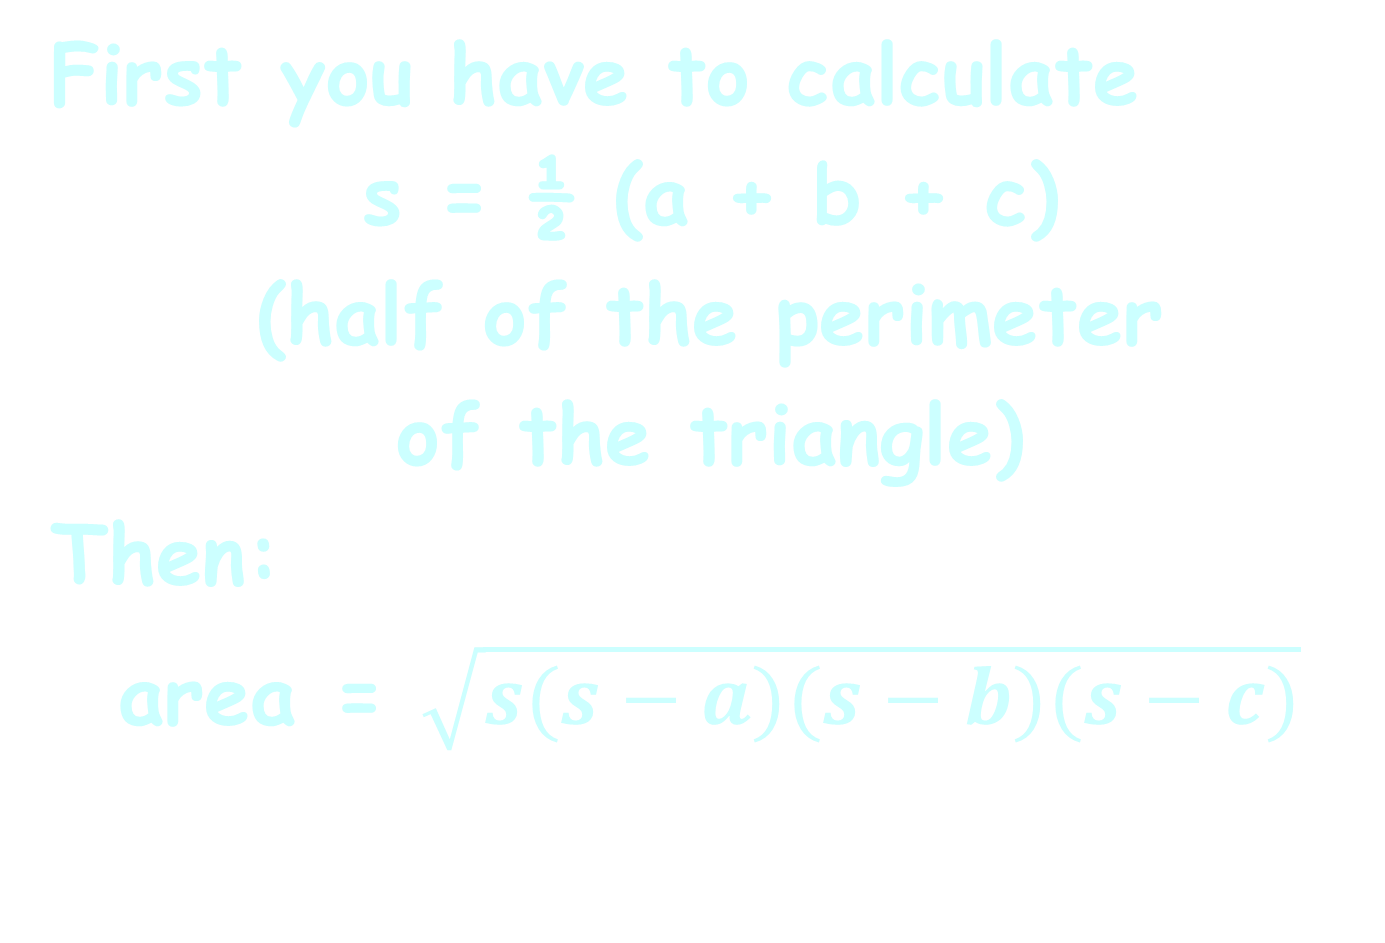 First you have to calculate
s = ½ (a + b + c)
(half of the perimeter
of the triangle)
Then:
area = √s(s − a)(s − b)(s − c)